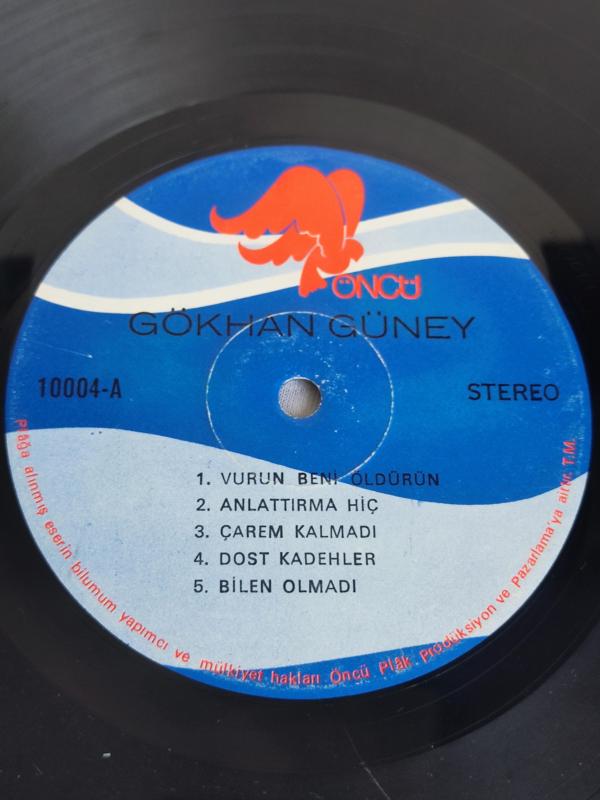 ÖNCÜ
GÖKHAN GÜNEY
10004-A
STEREO
1. VURUN BENİ ÖLDÜRÜN
2. ANLATTIRMA HİÇ
3. ÇAREM KALMADI
4. DOST KADEHLER
5. BİLEN OLMADI
Plağa alınmış eserin bilumum yapımcı ve mülkiyet hakları Öncü Plâk Prodüksiyon ve Pazarlama'ya aittir. T.M.